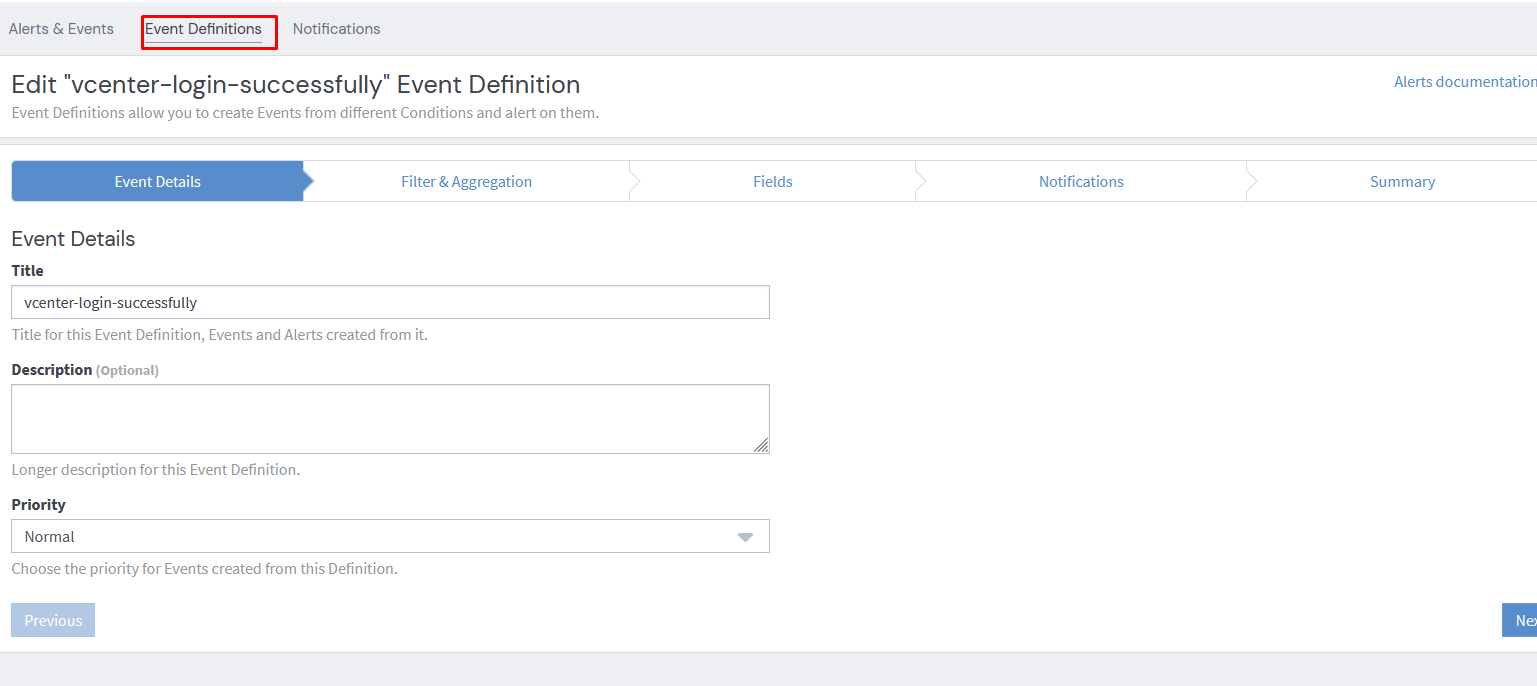 Alerts & Events Event Definitions Notifications
Edit "vcenter-login-successfully" Event Definition
Alerts documentation
Event Definitions allow you to create Events from different Conditions and alert on them.
Event Details Filter & Aggregation Fields Notifications Summary
Event Details
Title
vcenter-login-successfully
Title for this Event Definition, Events and Alerts created from it.
Description (Optional)
Longer description for this Event Definition.
Priority
Normal
Choose the priority for Events created from this Definition.
Previous
Nex